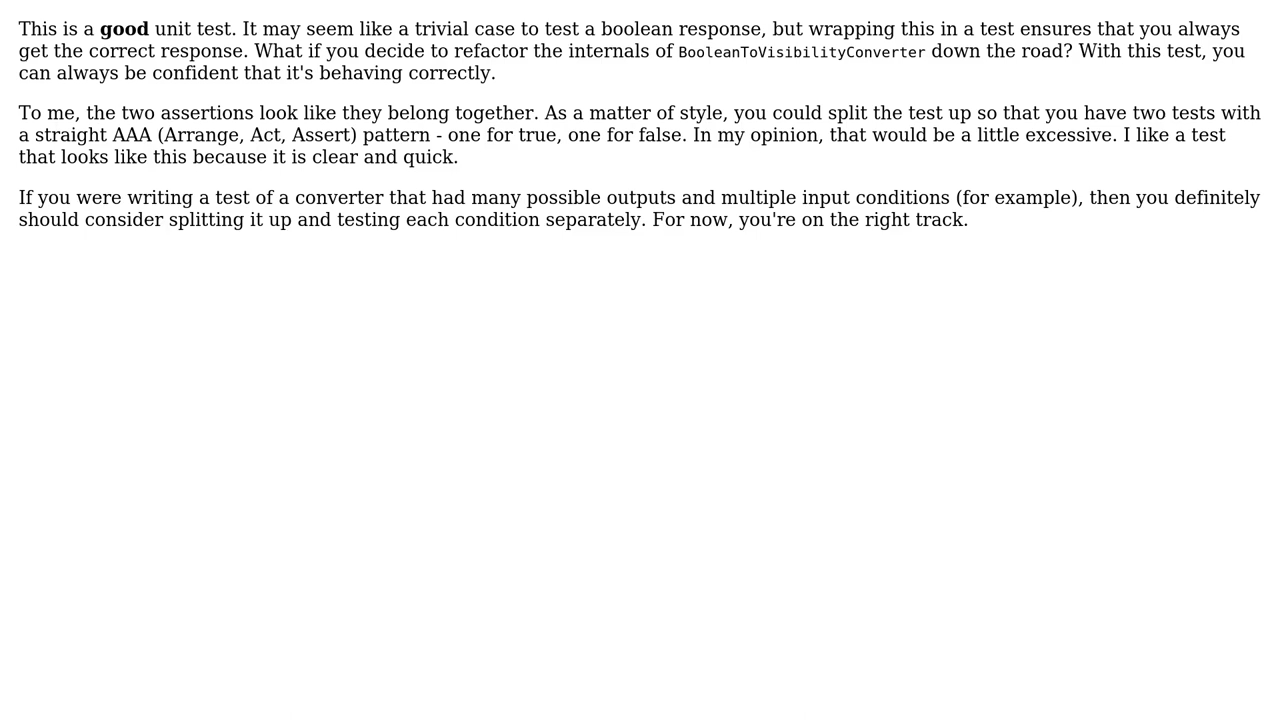 This is a good unit test. It may seem like a trivial case to test a boolean response, but wrapping this in a test ensures that you always
get the correct response. What if you decide to refactor the internals of BooleanToVisibilityConverter down the road? With this test, you
can always be confident that it's behaving correctly.
To me, the two assertions look like they belong together. As a matter of style, you could split the test up so that you have two tests with
a straight AAA (Arrange, Act, Assert) pattern - one for true, one for false. In my opinion, that would be a little excessive. I like a test
that looks like this because it is clear and quick.
If you were writing a test of a converter that had many possible outputs and multiple input conditions (for example), then you definitely
should consider splitting it up and testing each condition separately. For now, you're on the right track.